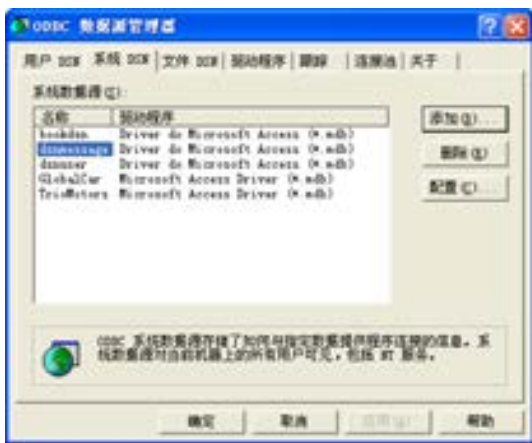 ODBC 数据源管理器
用户 DSN 系统 DSN 文件 DSN 驱动程序 跟踪 连接池 关于
系统数据源(S):
名称 驱动程序
bookdsn Driver do Microsoft Access (*.mdb)
dsnmessage Driver do Microsoft Access (*.mdb)
dsnuser Driver do Microsoft Access (*.mdb)
GlobalCar Microsoft Access Driver (*.mdb)
TrioMotors Microsoft Access Driver (*.mdb)
添加(D)...
删除(R)
配置(C)...
ODBC 系统数据源存储了如何与指定数据提供程序连接的信息。系
统数据源对当前机器上的所有用户可见，包括 NT 服务。
确定 取消 应用(A) 帮助